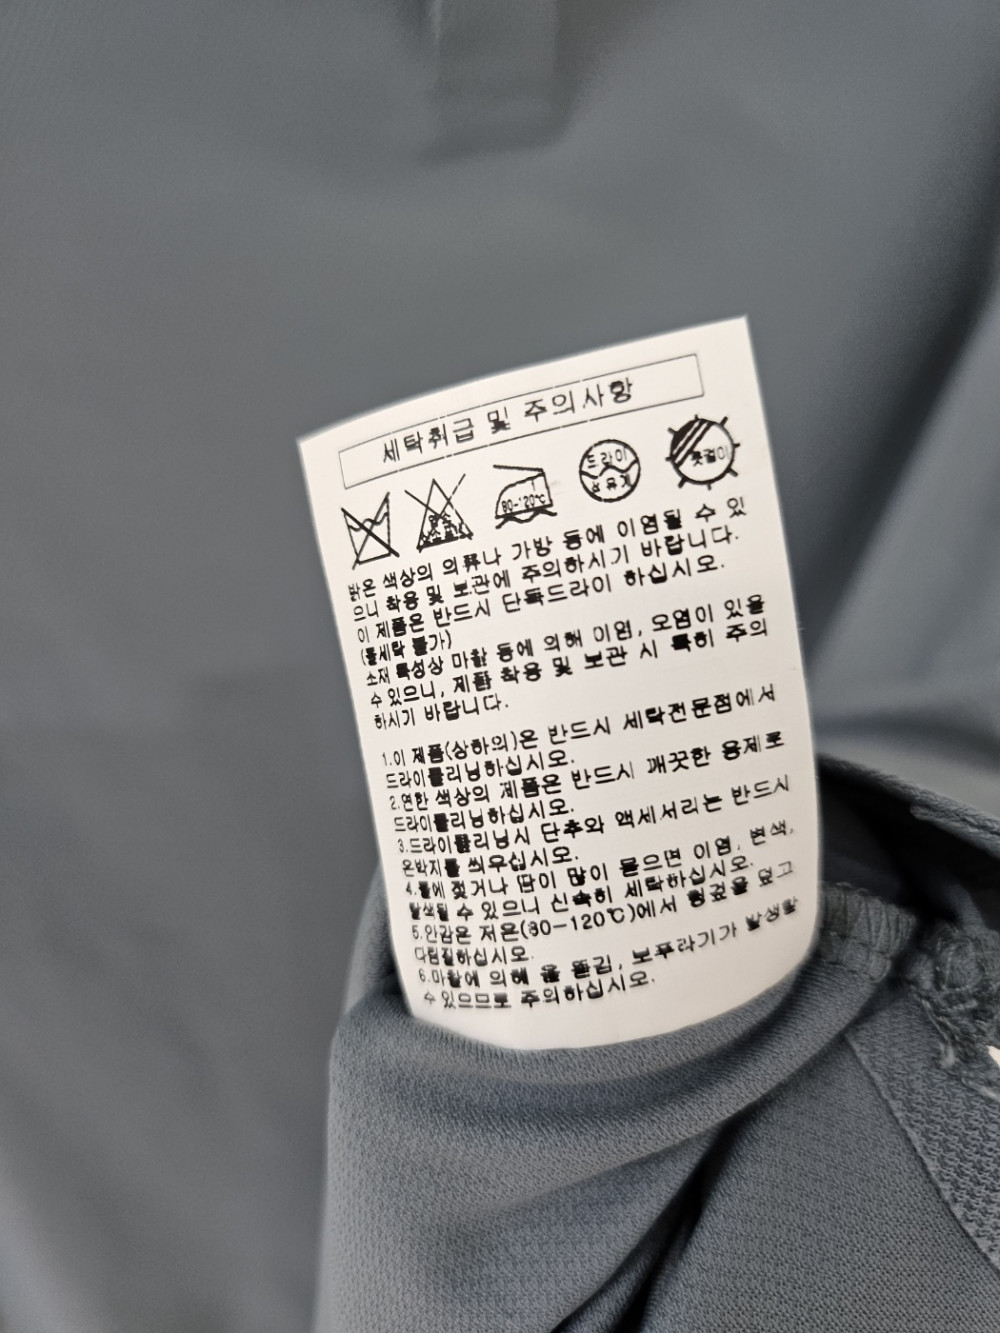 세탁취급 및 주의사항
80-120℃
드라이
석유계
옷걸이
밝은 색상의 의류나 가방 등에 이염될 수 있
으니 착용 및 보관에 주의하시기 바랍니다.
이 제품은 반드시 단독드라이 하십시오.
(물세탁 불가)
소재 특성상 마찰 등에 의해 이염, 오염이 있을
수 있으니, 제품 착용 및 보관 시 특히 주의
하시기 바랍니다.
1.이 제품(상하의)은 반드시 세탁전문점에서
드라이클리닝하십시오.
2.연한 색상의 제품은 반드시 깨끗한 용제로
드라이클리닝하십시오.
3.드라이클리닝시 단추와 액세서리는 반드시
은박지를 씌우십시오.
4.물에 젖거나 땀이 많이 묻으면 이염, 변색,
탈색될 수 있으니 신속히 세탁하십시오.
5.안감은 저온(80-120℃)에서 헝겊을 덮고
다림질하십시오.
6.마찰에 의해 올 뜯김, 보푸라기가 발생할
수 있으므로 주의하십시오.